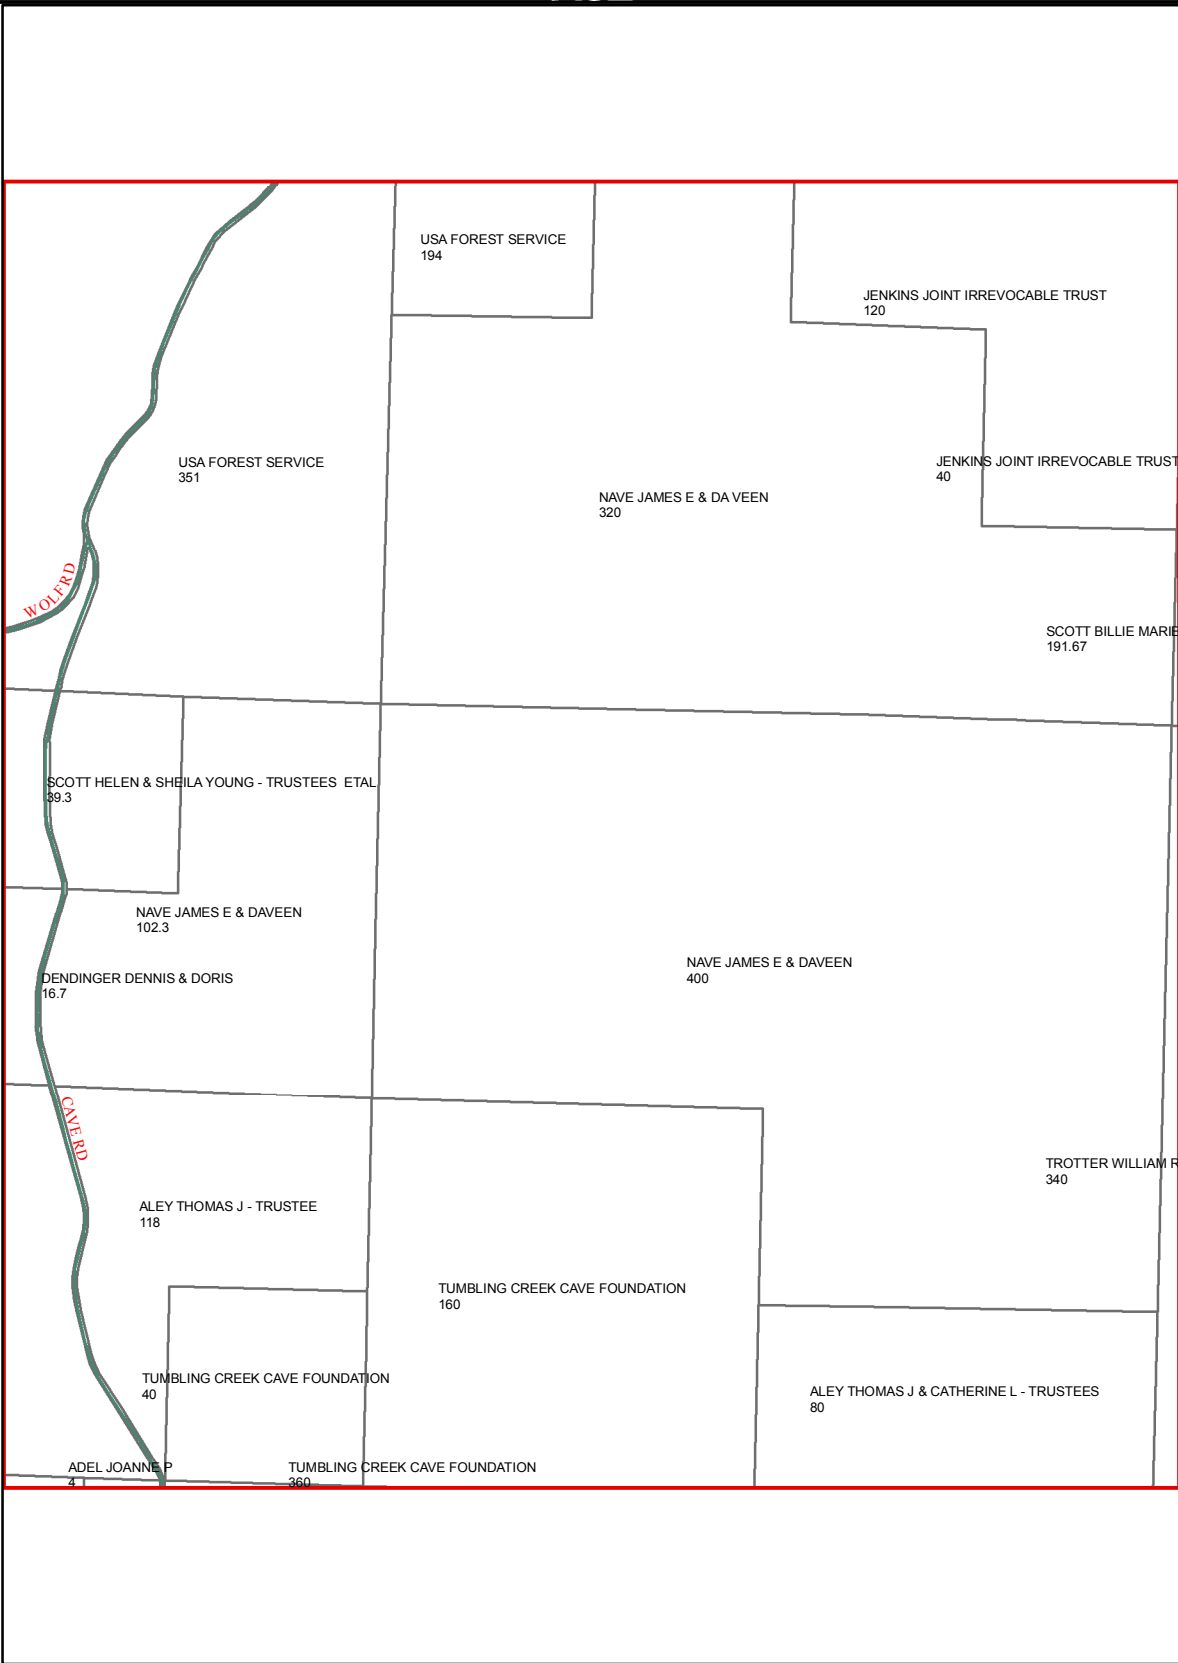 USA FOREST SERVICE
194
JENKINS JOINT IRREVOCABLE TRUST
120
USA FOREST SERVICE
351
JENKINS JOINT IRREVOCABLE TRUST
40
NAVE JAMES E & DA VEEN
320
WOLF RD
SCOTT BILLIE MARIE
191.67
SCOTT HELEN & SHEILA YOUNG - TRUSTEES ETAL
39.3
NAVE JAMES E & DAVEEN
102.3
NAVE JAMES E & DAVEEN
400
DENDINGER DENNIS & DORIS
16.7
CAVE RD
TROTTER WILLIAM R
340
ALEY THOMAS J - TRUSTEE
118
TUMBLING CREEK CAVE FOUNDATION
160
TUMBLING CREEK CAVE FOUNDATION
40
ALEY THOMAS J & CATHERINE L - TRUSTEES
80
ADEL JOANNE P
4
TUMBLING CREEK CAVE FOUNDATION
360